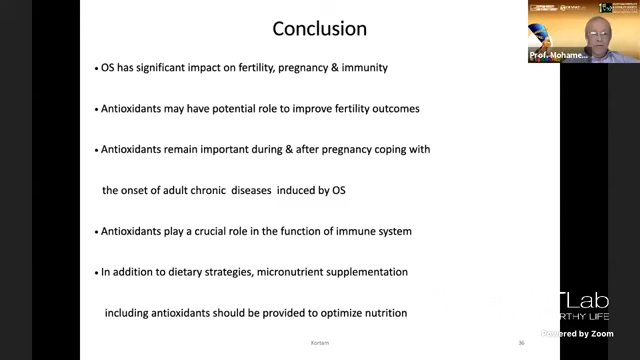 Conclusion
• OS has significant impact on fertility, pregnancy & immunity
• Antioxidants may have potential role to improve fertility outcomes
• Antioxidants remain important during & after pregnancy coping with
the onset of adult chronic diseases induced by OS
• Antioxidants play a crucial role in the function of immune system
• In addition to dietary strategies, micronutrient supplementation
including antioxidants should be provided to optimize nutrition
Kortam
36
Prof. Mohame...
TLab
RTHY LIFE
Powered by Zoom